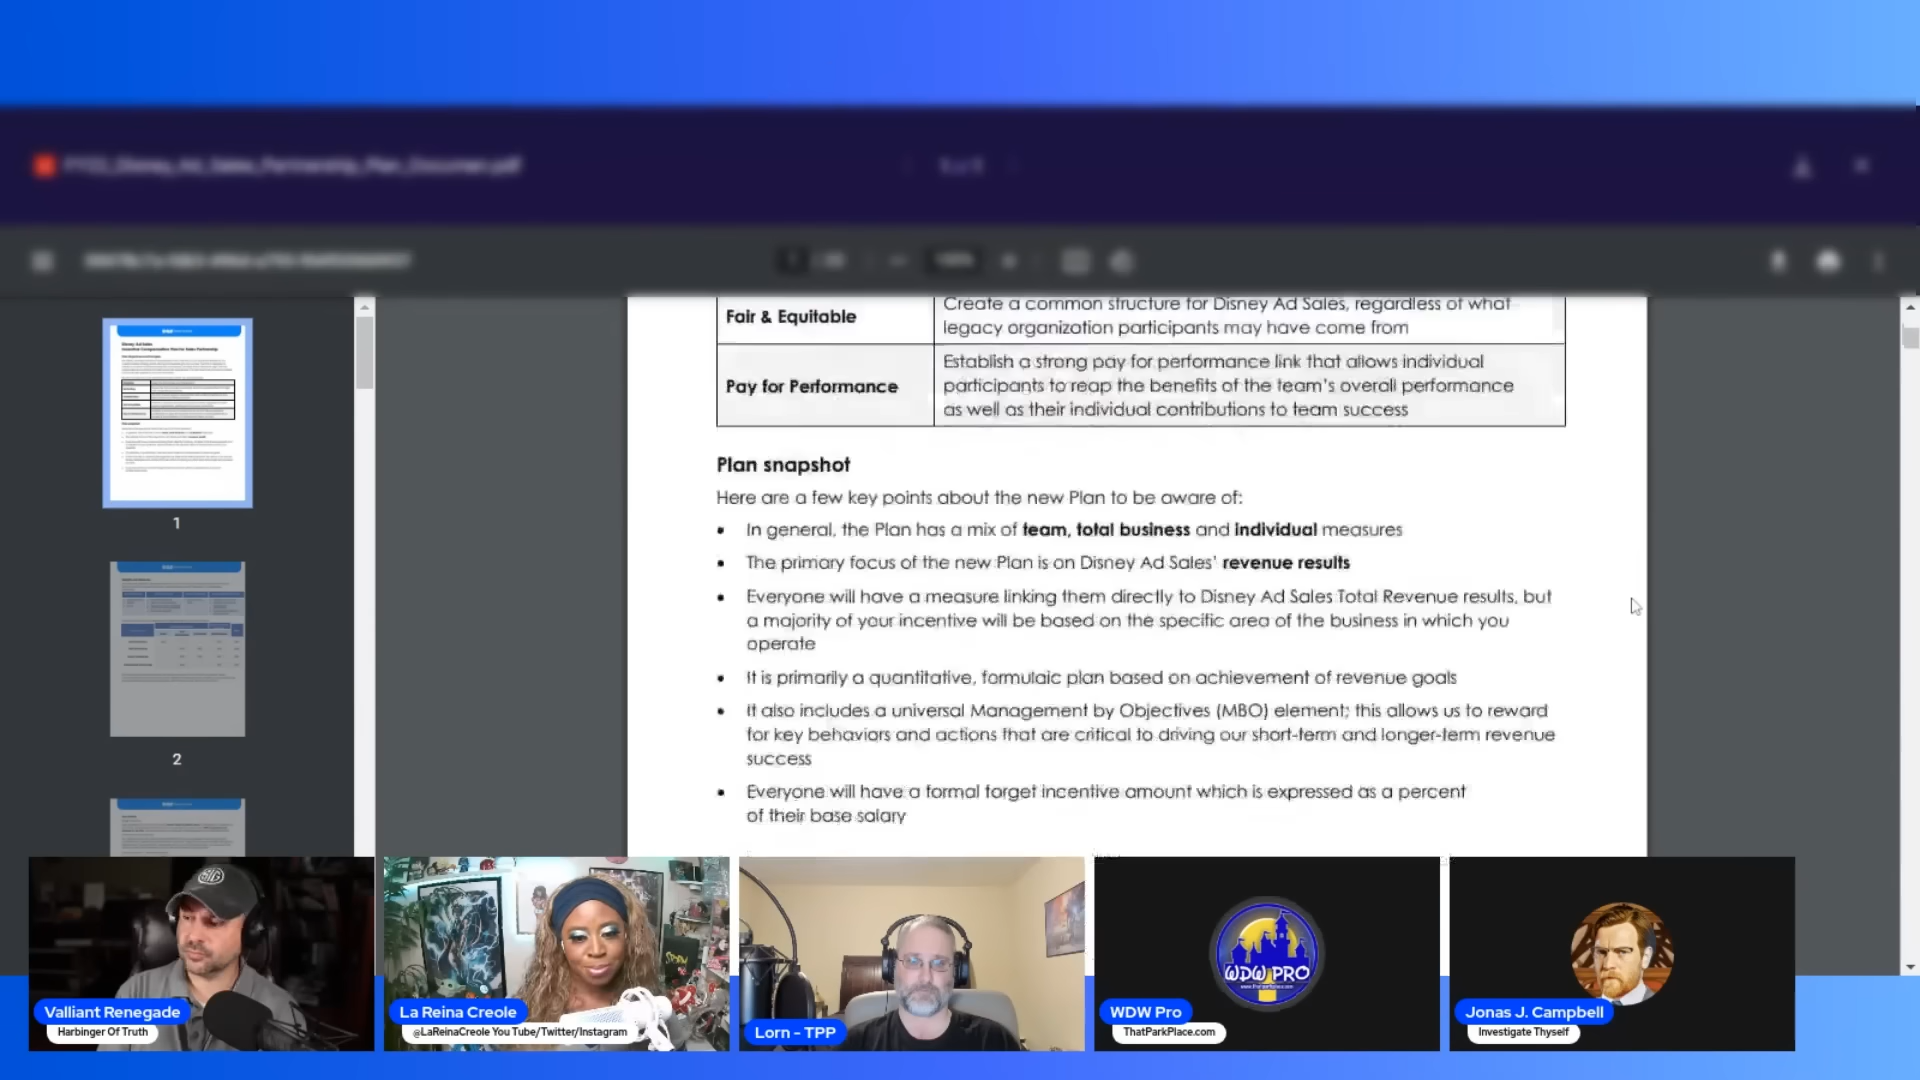 Fair & Equitable
Create a common structure for Disney Ad Sales, regardless of what
legacy organization participants may have come from
Pay for Performance
Establish a strong pay for performance link that allows individual
participants to reap the benefits of the team's overall performance
as well as their individual contributions to team success
Plan snapshot
Here are a few key points about the new Plan to be aware of:
• In general, the Plan has a mix of team, total business and individual measures
• The primary focus of the new Plan is on Disney Ad Sales' revenue results
• Everyone will have a measure linking them directly to Disney Ad Sales Total Revenue results, but
a majority of your incentive will be based on the specific area of the business in which you
operate
• It is primarily a quantitative, formulaic plan based on achievement of revenue goals
• It also includes a universal Management by Objectives (MBO) element; this allows us to reward
for key behaviors and actions that are critical to driving our short-term and longer-term revenue
success
• Everyone will have a formal target incentive amount which is expressed as a percent
of their base salary
1
2
SIG
Valliant Renegade
Harbinger Of Truth
La Reina Creole
@LaReinaCreole You Tube/Twitter/Instagram
Lorn - TPP
WDW PRO
WDW Pro
ThatParkPlace.com
Jonas J. Campbell
Investigate Thyself